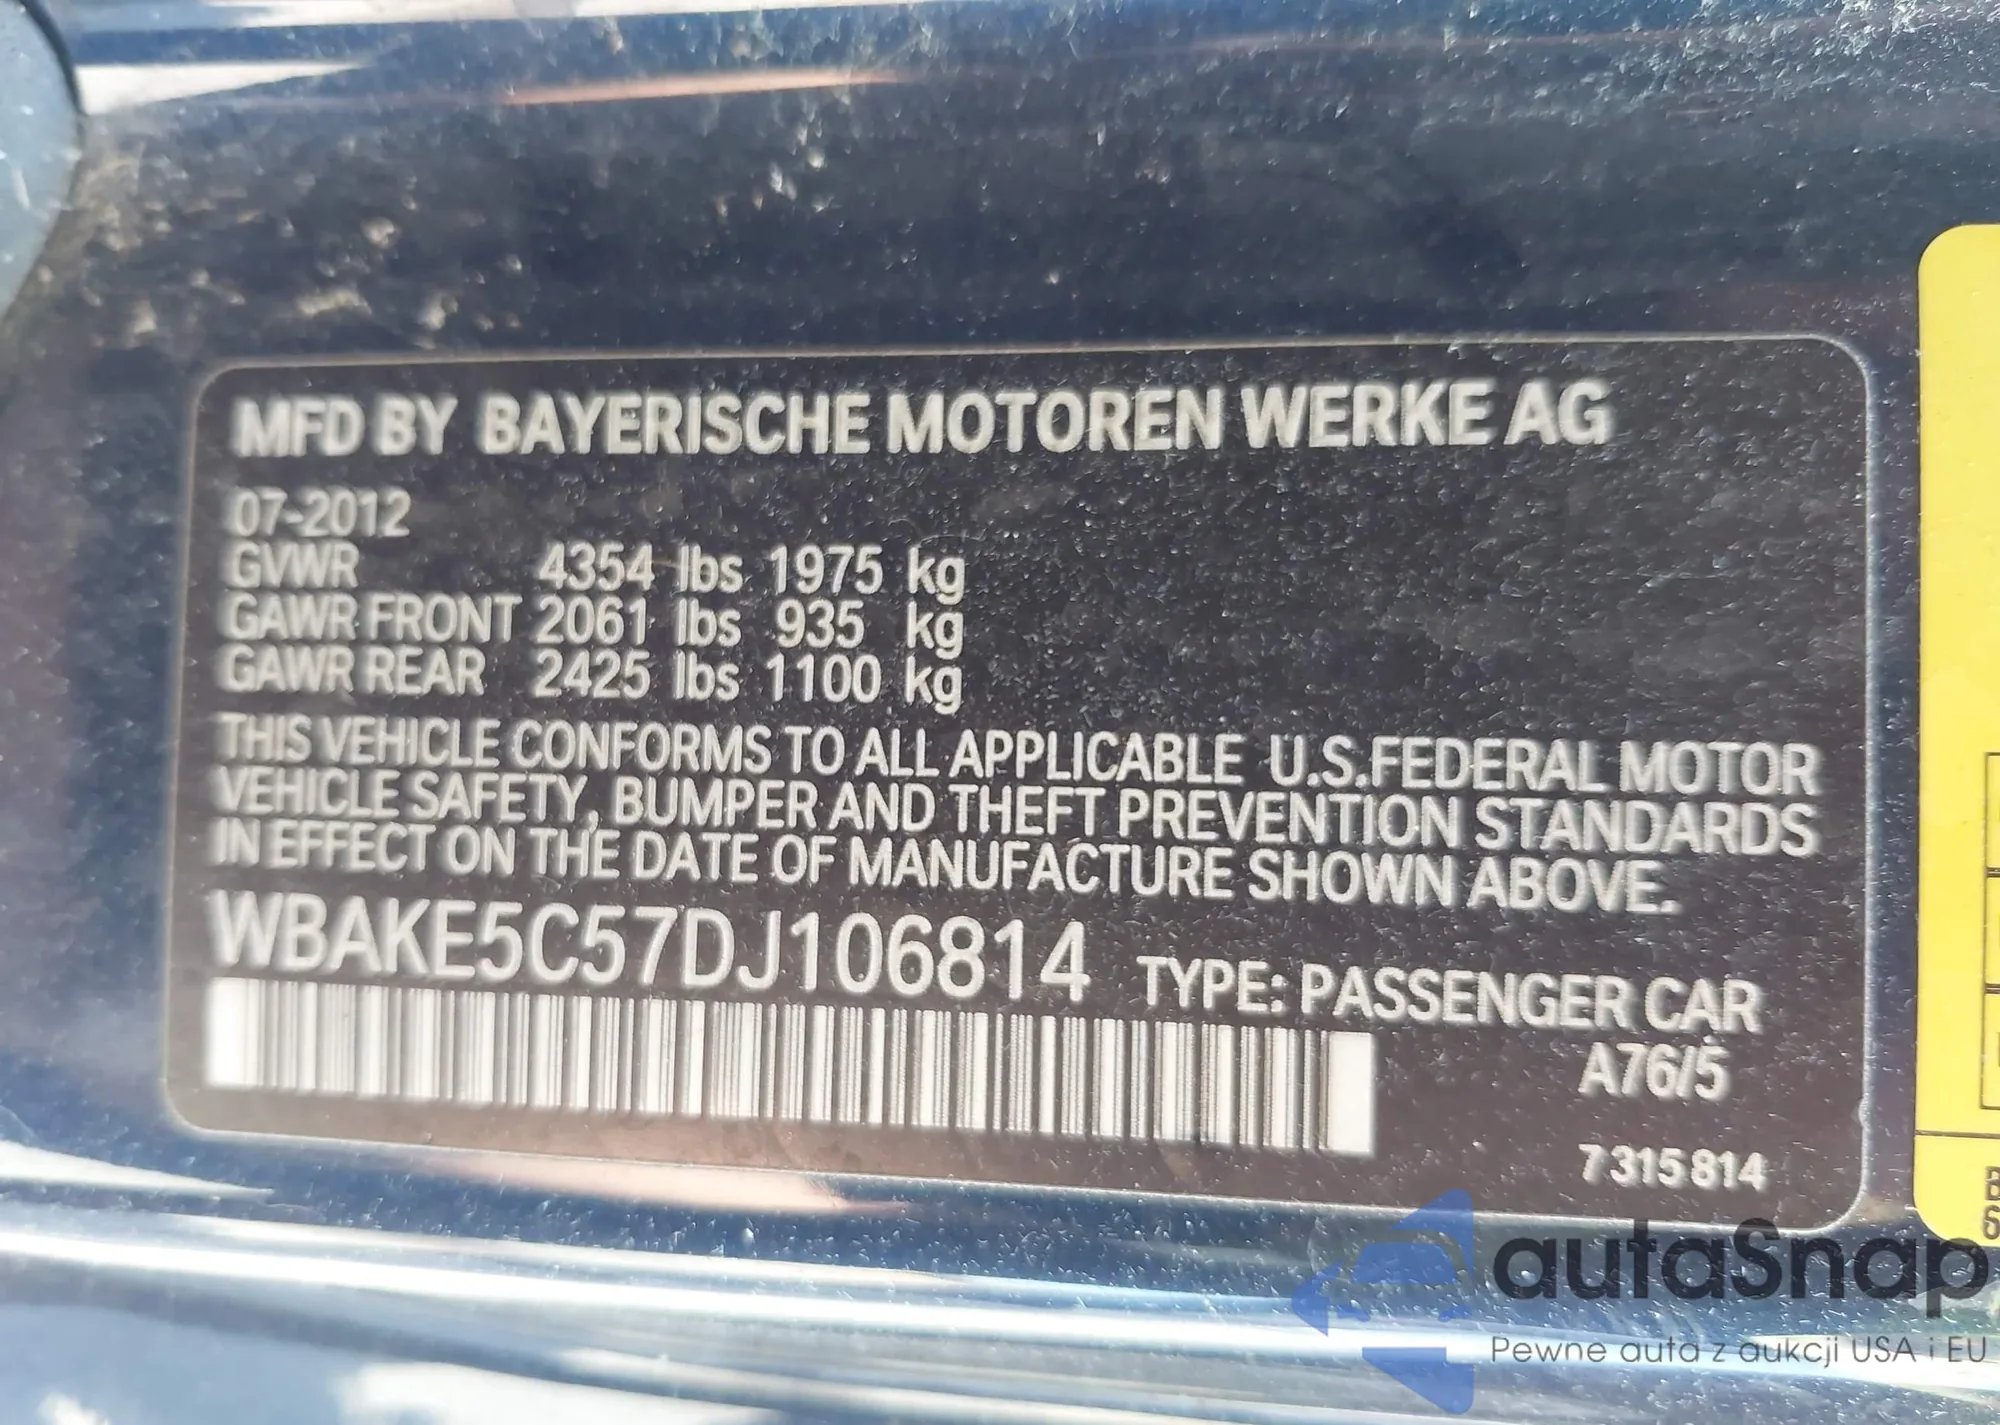 MFD BY BAYERISCHE MOTOREN WERKE AG
07-2012
GVWR 4354 lbs 1975 kg
GAWR FRONT 2061 lbs 935 kg
GAWR REAR 2425 lbs 1100 kg
THIS VEHICLE CONFORMS TO ALL APPLICABLE U.S.FEDERAL MOTOR
VEHICLE SAFETY, BUMPER AND THEFT PREVENTION STANDARDS
IN EFFECT ON THE DATE OF MANUFACTURE SHOWN ABOVE.
WBAKE5C57DJ106814 TYPE: PASSENGER CAR
A76/5
7 315 814
autaSnap
Pewne auta z aukcji USA i EU